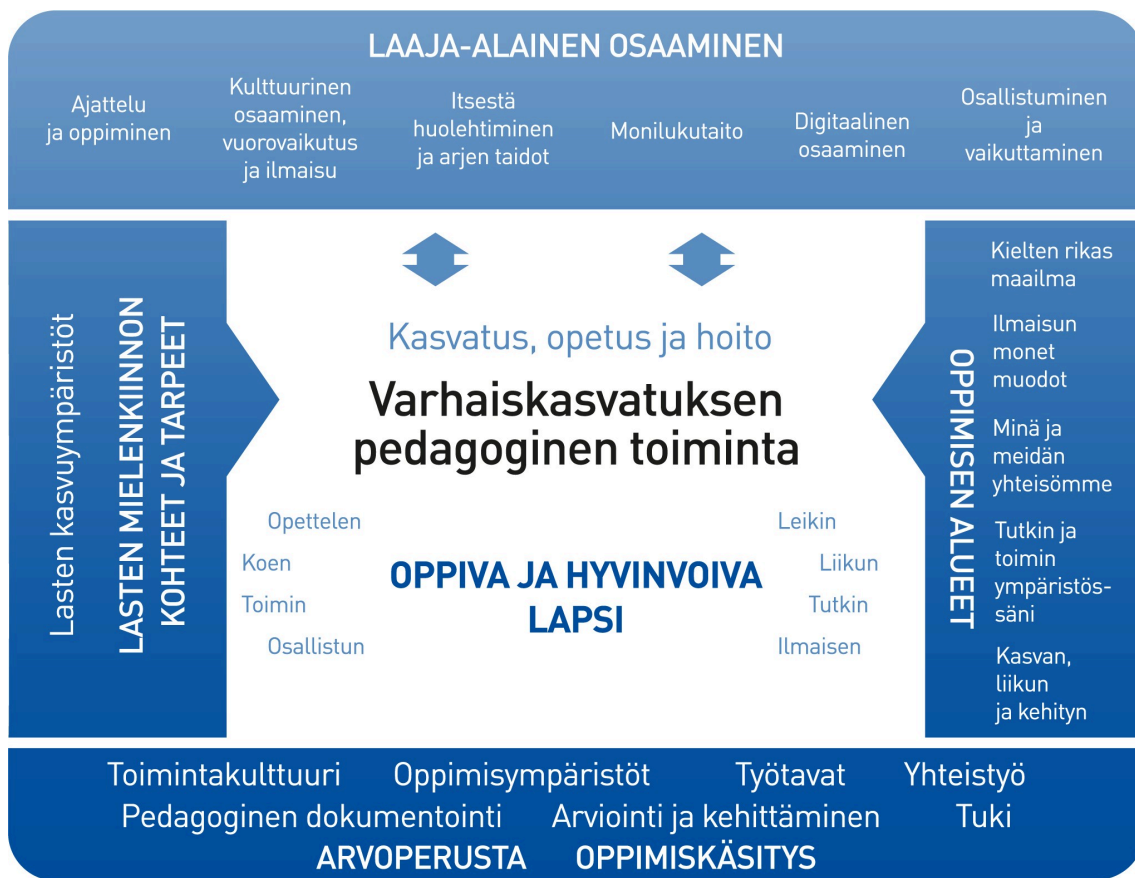 LAAJA-ALAINEN OSAAMINEN
Ajattelu
ja oppiminen
Kulttuurinen
osaaminen,
vuorovaikutus
ja ilmaisu
Itsestä
huolehtiminen
ja arjen taidot
Monilukutaito
Digitaalinen
osaaminen
Osallistuminen
ja
vaikuttaminen
Lasten kasvuympäristöt
LASTEN MIELENKIINNON
KOHTEET JA TARPEET
Kasvatus, opetus ja hoito
Varhaiskasvatuksen
pedagoginen toiminta
Opettelen
Koen
Toimin
Osallistun
OPPIVA JA HYVINVOIVA
LAPSI
Leikin
Liikun
Tutkin
Ilmaisen
OPPIMISEN ALUEET
Kielten rikas
maailma
Ilmaisun
monet
muodot
Minä ja
meidän
yhteisömme
Tutkin ja
toimin
ympäristös-
säni
Kasvan,
liikun
ja kehityn
Toimintakulttuuri Oppimisympäristöt Työtavat Yhteistyö
Pedagoginen dokumentointi Arviointi ja kehittäminen Tuki
ARVOPERUSTA OPPIMISKÄSITYS